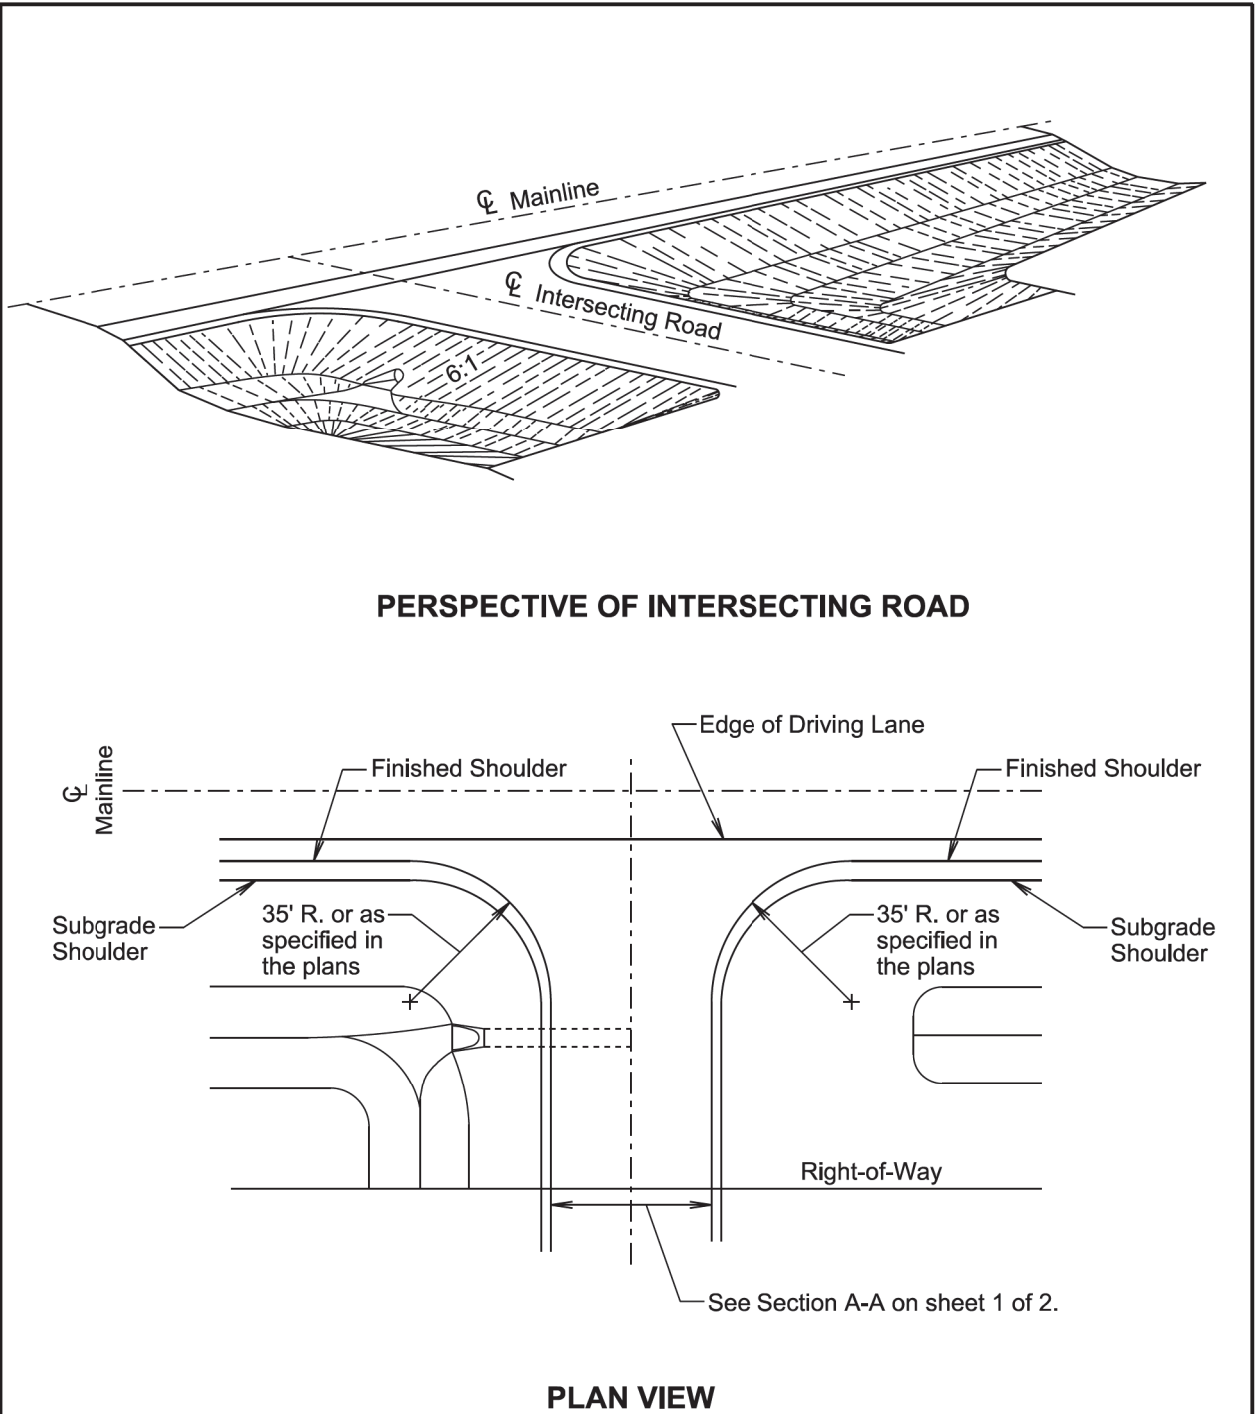 ℄ Mainline
℄ Intersecting Road
6:1
PERSPECTIVE OF INTERSECTING ROAD
Edge of Driving Lane
℄
Mainline
Finished Shoulder
Finished Shoulder
Subgrade
Shoulder
35' R. or as
specified in
the plans
35' R. or as
specified in
the plans
Subgrade
Shoulder
Right-of-Way
See Section A-A on sheet 1 of 2.
PLAN VIEW